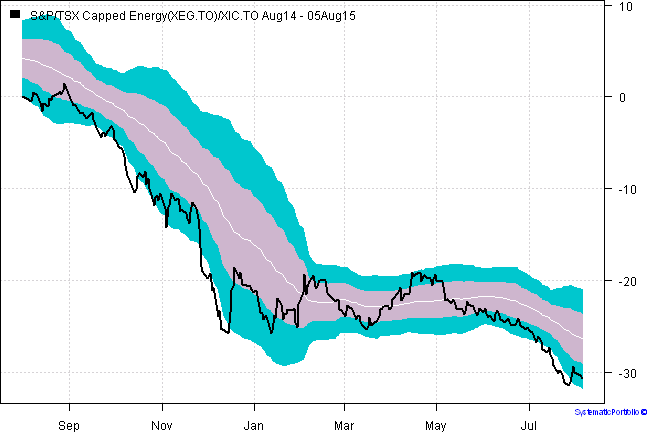 S&P/TSX Capped Energy(XEG.TO)/XIC.TO Aug14 - 05Aug15
10
0
-10
-20
-30
Sep Nov Jan Mar May Jul
SystematicPortfolio ©